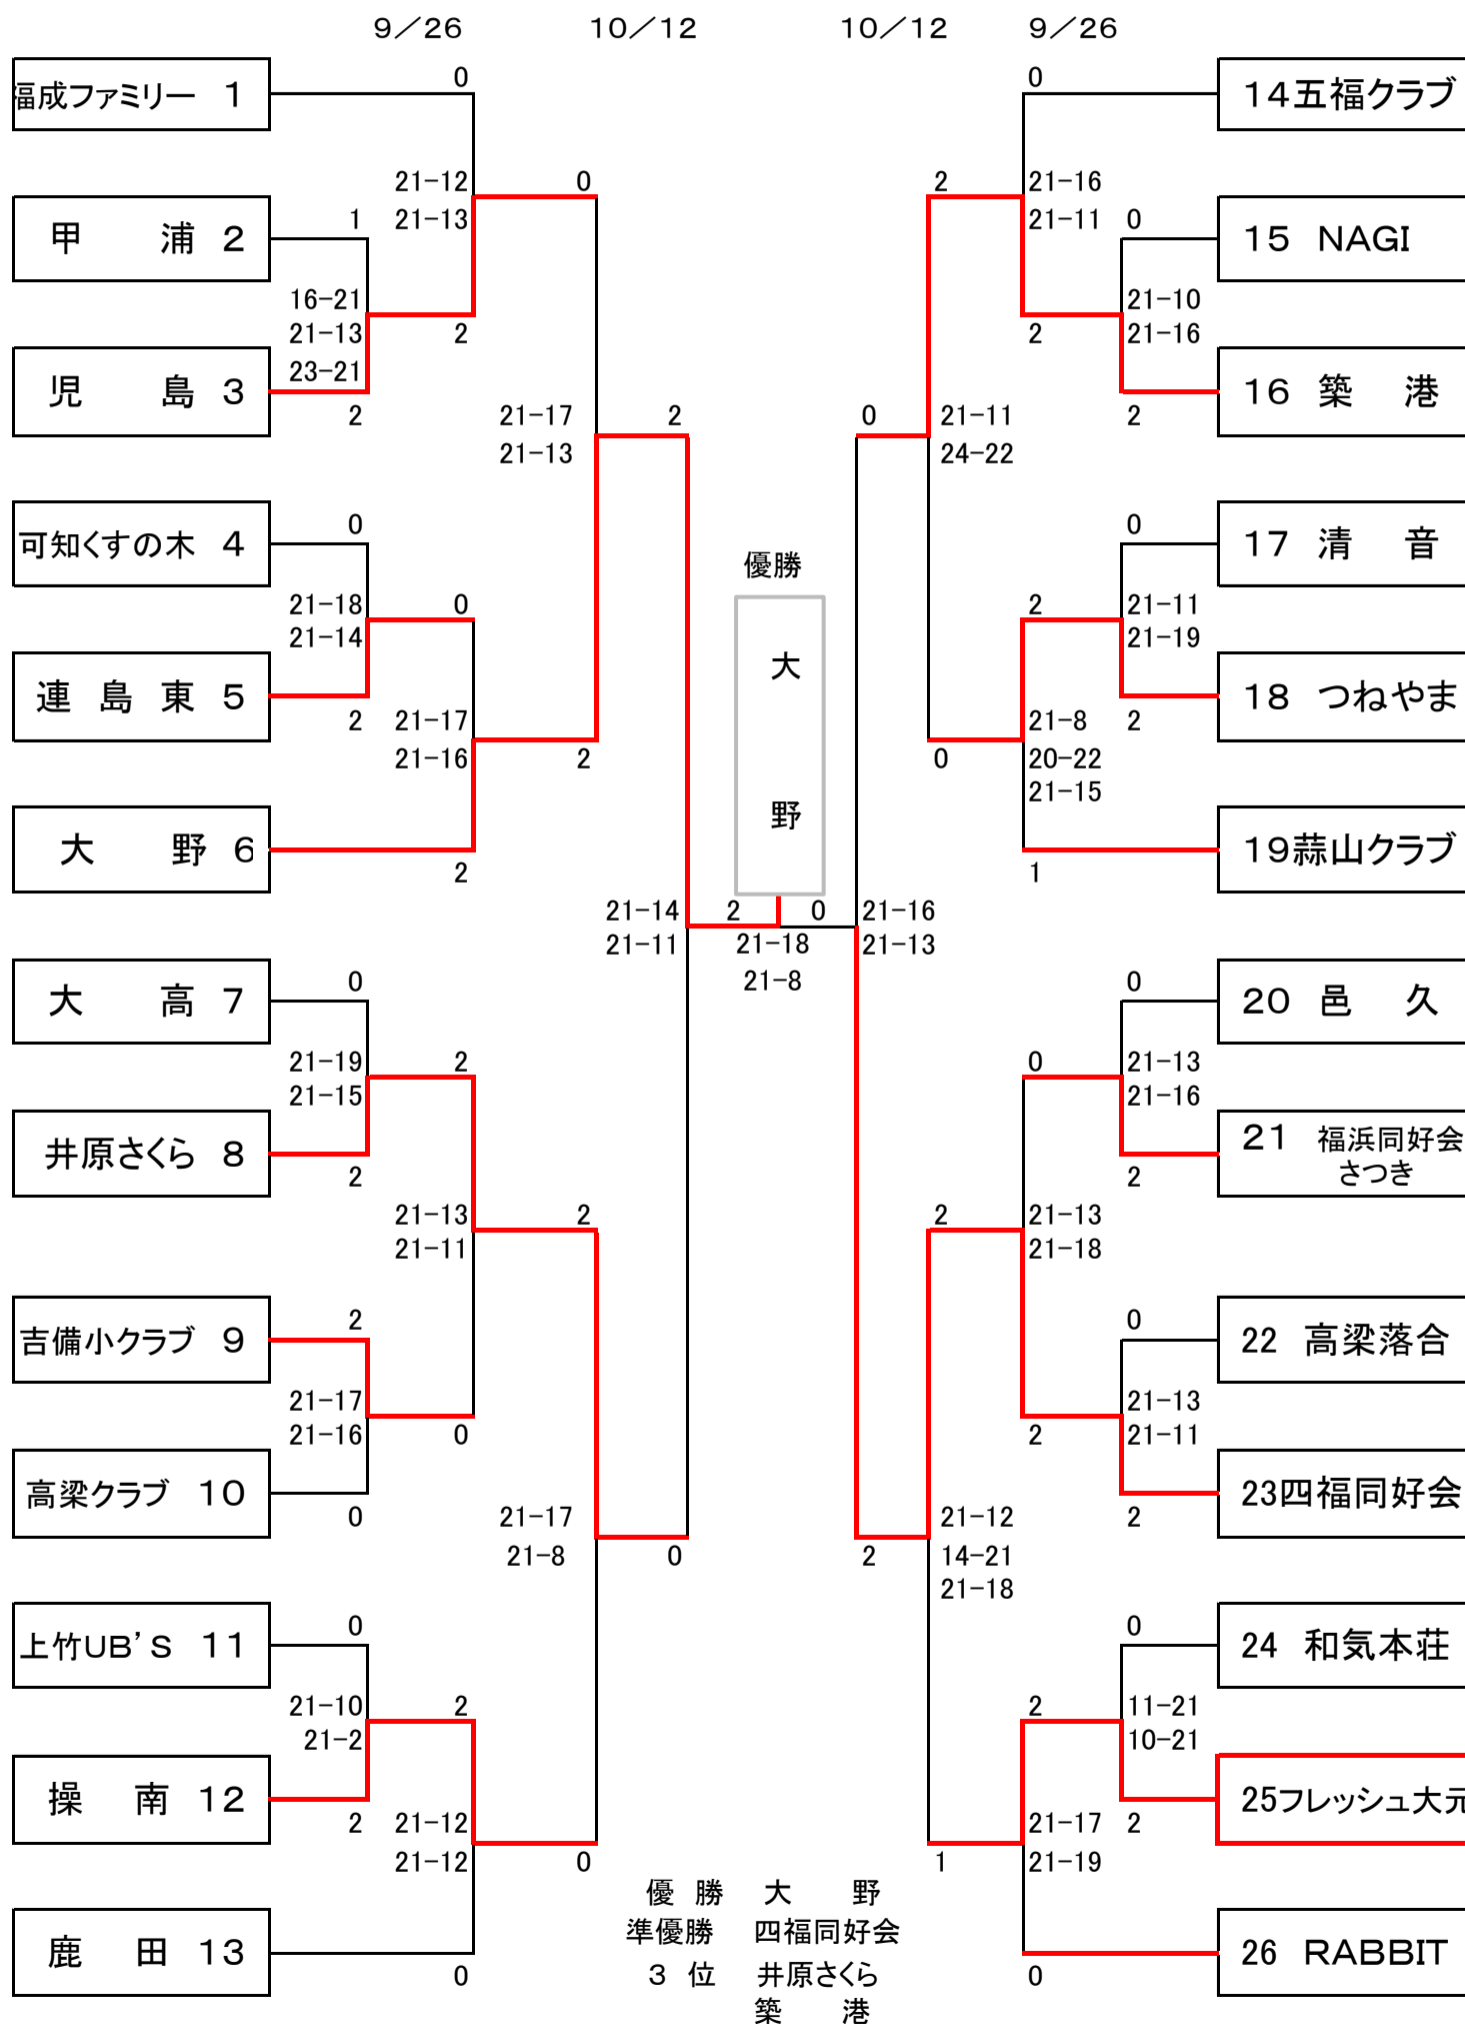 9/26 10/12 10/12 9/26
福成ファミリー 1
0
0
14五福クラブ
21-12
21-13
0
2
21-16
21-11
甲 浦 2
1
0
15 NAGI
16-21
21-13
23-21
2
2
21-10
21-16
児 島 3
2
2
16 築 港
21-17
21-13
2
0
21-11
24-22
可知くすの木 4
0
0
17 清 音
優勝
21-18
21-14
0
2
21-11
21-19
大
野
連 島 東 5
2
2
18 つねやま
21-17
21-16
2
0
21-8
20-22
21-15
大 野 6
2
1
19蒜山クラブ
21-14
21-11
2
0
21-18
21-8
21-16
21-13
大 高 7
0
0
20 邑 久
21-19
21-15
2
0
21-13
21-16
井原さくら 8
2
2
21 福浜同好会
さつき
21-13
21-11
2
2
21-13
21-18
吉備小クラブ 9
2
0
22 高梁落合
21-17
21-16
0
2
21-13
21-11
高梁クラブ 10
0
2
23四福同好会
21-17
21-8
0
2
21-12
14-21
21-18
上竹UB'S 11
0
0
24 和気本荘
21-10
21-2
2
2
11-21
10-21
操 南 12
2
2
25フレッシュ大元
21-12
21-12
0
1
21-17
21-19
鹿 田 13
0
0
26 RABBIT
優 勝 大 野
準優勝 四福同好会
3 位 井原さくら
築 港